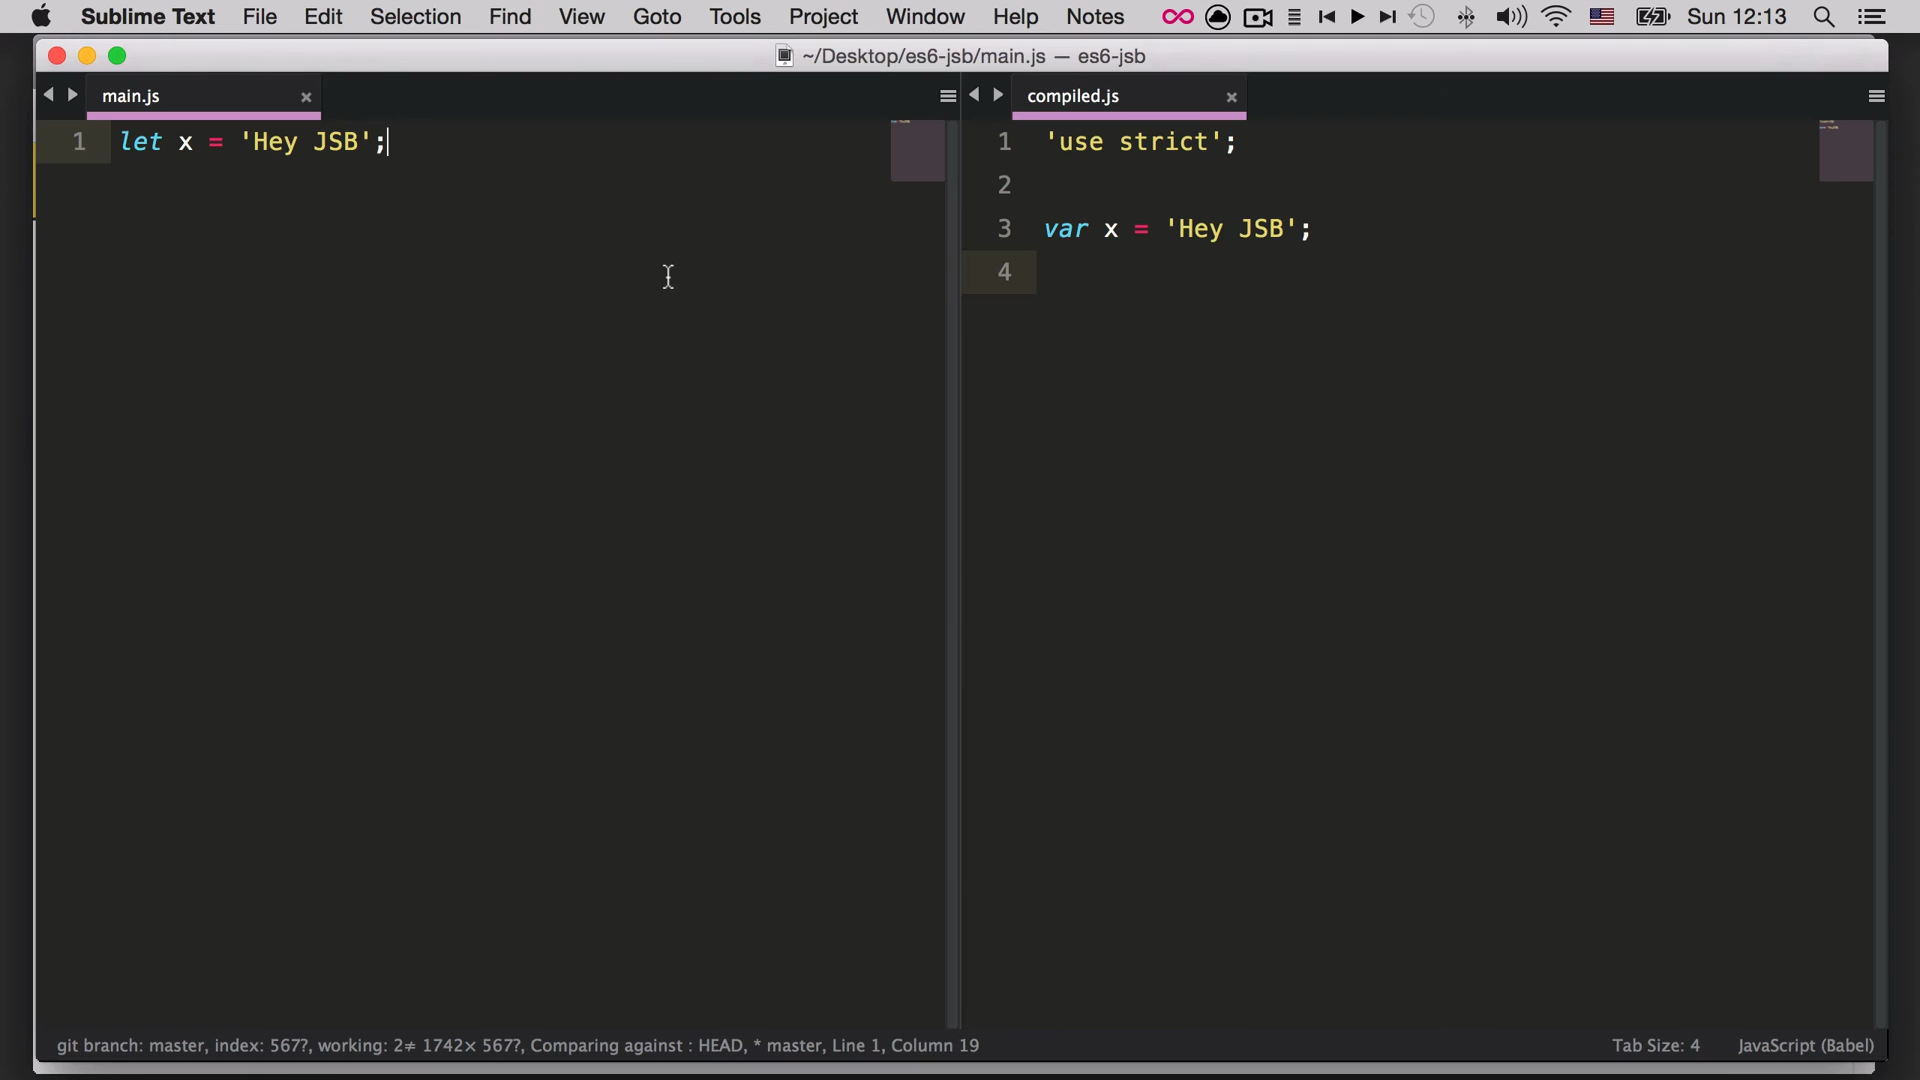 Sublime Text File Edit Selection Find View Goto Tools Project Window Help Notes Sun 12:13
~/Desktop/es6-jsb/main.js — es6-jsb
main.js
compiled.js
1 let x = 'Hey JSB';
1 'use strict';
2
3 var x = 'Hey JSB';
4
git branch: master, index: 567?, working: 2≠ 1742× 567?, Comparing against : HEAD, * master, Line 1, Column 19
Tab Size: 4 JavaScript (Babel)